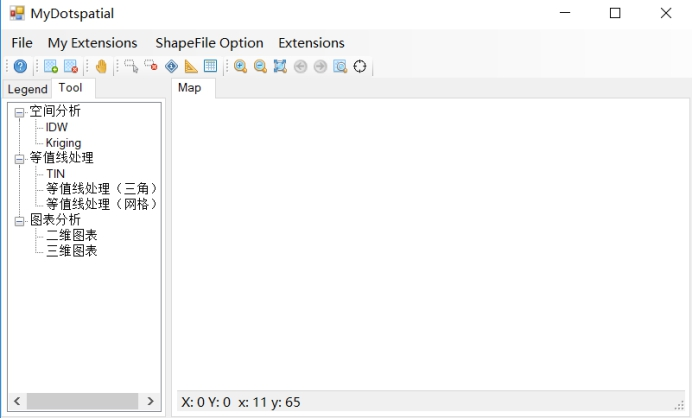 MyDotspatial
File My Extensions ShapeFile Option Extensions
Legend Tool Map
空间分析
IDW
Kriging
等值线处理
TIN
等值线处理（三角）
等值线处理（网格）
图表分析
二维图表
三维图表
X: 0 Y: 0 x: 11 y: 65